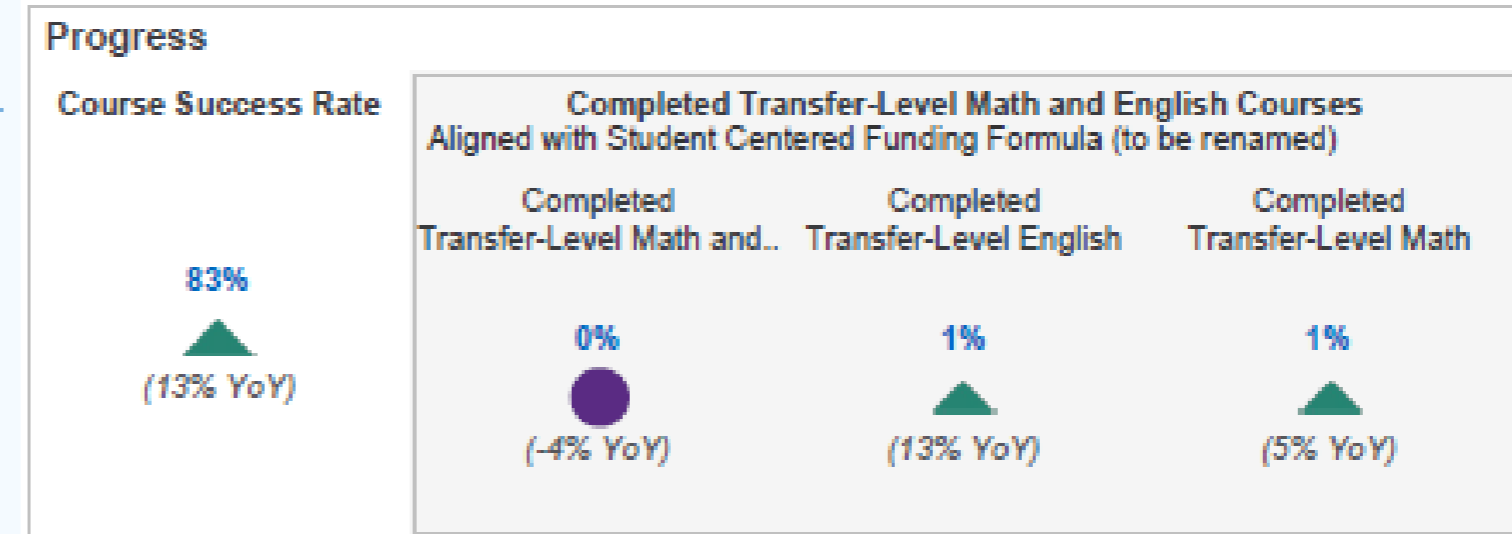 Progress
Course Success Rate
83%
(13% YoY)
Completed Transfer-Level Math and English Courses
Aligned with Student Centered Funding Formula (to be renamed)
Completed
Transfer-Level Math and..
0%
(-4% YoY)
Completed
Transfer-Level English
1%
(13% YoY)
Completed
Transfer-Level Math
1%
(5% YoY)